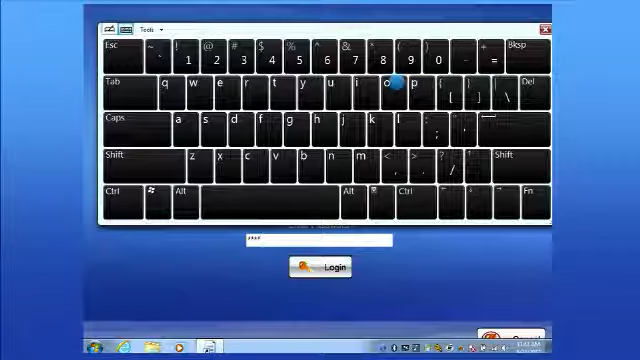 Tools
Esc ~ ` ! 1 @ 2 # 3 $ 4 % 5 ^ 6 & 7 * 8 ( 9 ) 0 - + = Bksp
Tab q w e r t y u i o p { [ } ] | \ Del
Caps a s d f g h j k l : ; " '
Shift z x c v b n m < , > . ? / Shift
Ctrl Alt Alt Ctrl Fn
****
Login